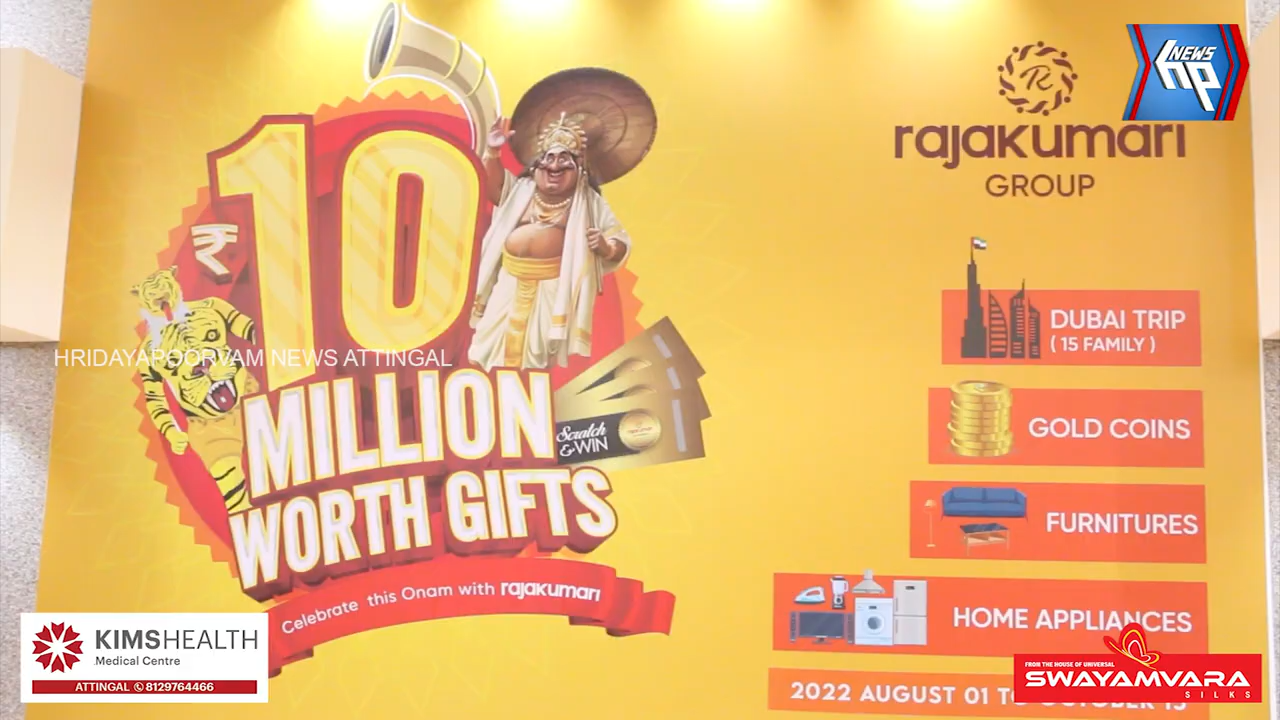 ₹10
MILLION
WORTH GIFTS
Scratch
& WIN
Celebrate this Onam with rajakumari
HRIDAYAPOORVAM NEWS ATTINGAL
NEWS
hp
R
rajakumari
GROUP
DUBAI TRIP
( 15 FAMILY )
GOLD COINS
FURNITURES
HOME APPLIANCES
2022 AUGUST 01 TO OCTOBER 15
KIMSHEALTH
Medical Centre
ATTINGAL 8129764466
FROM THE HOUSE OF UNIVERSAL
SWAYAMVARA
SILKS